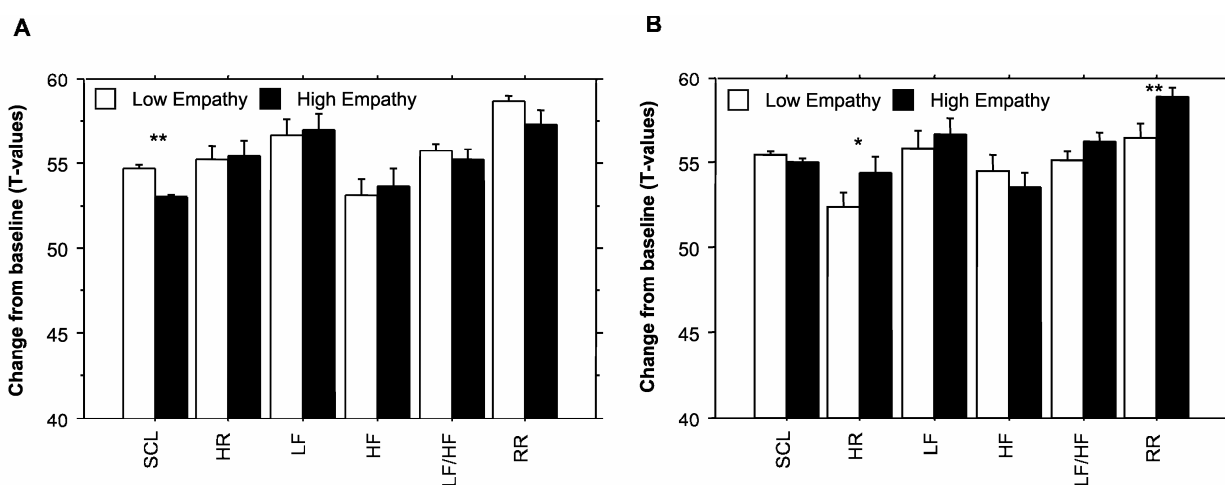 A
Change from baseline (T-values)
60
55
50
45
40
Low Empathy
High Empathy
**
SCL
HR
LF
HF
LF/HF
RR
B
Change from baseline (T-values)
60
55
50
45
40
Low Empathy
High Empathy
*
**
SCL
HR
LF
HF
LF/HF
RR